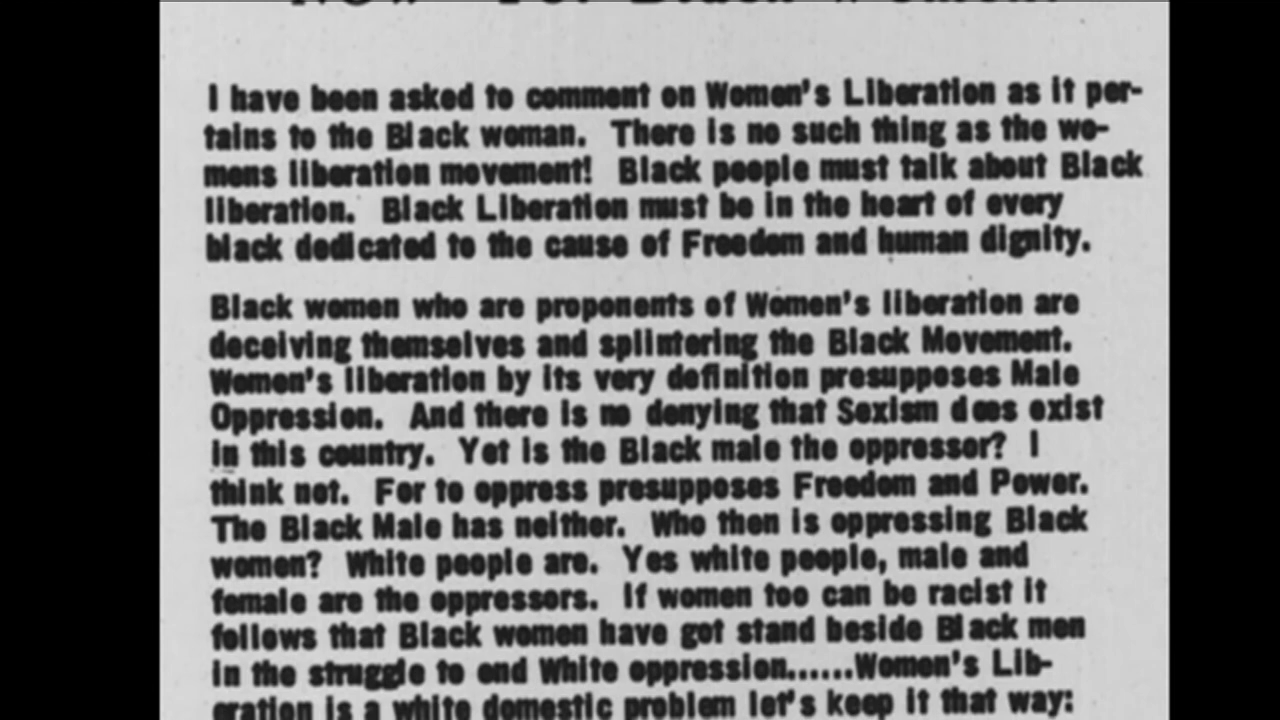 I have been asked to comment on Women's Liberation as it per-
tains to the Black woman. There is no such thing as the wo-
mens liberation movement! Black people must talk about Black
liberation. Black Liberation must be in the heart of every
black dedicated to the cause of Freedom and human dignity.
Black women who are proponents of Women's liberation are
deceiving themselves and splintering the Black Movement.
Women's liberation by its very definition presupposes Male
Oppression. And there is no denying that Sexism does exist
in this country. Yet is the Black male the oppressor? I
think not. For to oppress presupposes Freedom and Power.
The Black Male has neither. Who then is oppressing Black
women? White people are. Yes white people, male and
female are the oppressors. If women too can be racist it
follows that Black women have got stand beside Black men
in the struggle to end White oppression......Women's Lib-
eration is a white domestic problem let's keep it that way: